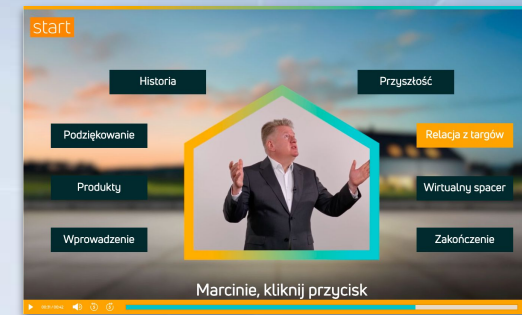 start
Historia
Przyszłość
Podziękowanie
Relacja z targów
Produkty
Wirtualny spacer
Wprowadzenie
Zakończenie
Marcinie, kliknij przycisk